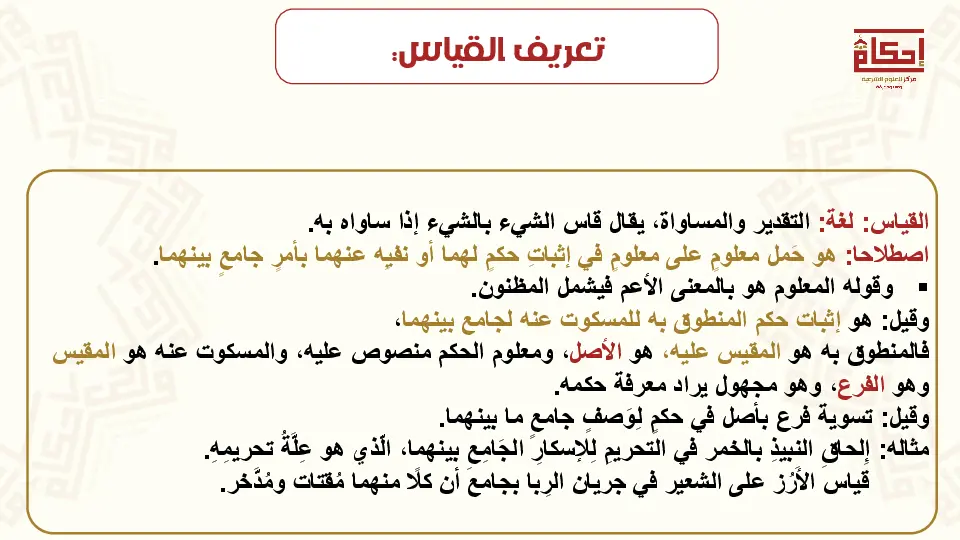 تعريف القياس:
إحكام
مركز للعلوم الشرعية
القياس: لغة: التقدير والمساواة، يقال قاس الشيء بالشيء إذا ساواه به.
اصطلاحا: هو حَمل معلومٍ على معلومٍ في إثباتِ حكمٍ لهما أو نفيه عنهما بأمرٍ جامعٍ بينهما.
▪ وقوله المعلوم هو بالمعنى الأعم فيشمل المظنون.
وقيل: هو إثبات حكم المنطوق به للمسكوت عنه لجامع بينهما،
فالمنطوق به هو المقيس عليه، هو الأصل، ومعلوم الحكم منصوص عليه، والمسكوت عنه هو المقيس
وهو الفرع، وهو مجهول يراد معرفة حكمه.
وقيل: تسوية فرع بأصل في حكمٍ لِوَصفٍ جامعٍ ما بينهما.
مثاله: إِلحاقَ النبيذِ بالخمر في التحريمِ لِلإسكارِ الجَامِعَ بينهما، الّذي هو عِلَّةُ تحريمِهِ.
قياس الأَرُز على الشعير في جريان الرِبا بجامع أن كلًا منهما مُقتات ومُدَّخر.